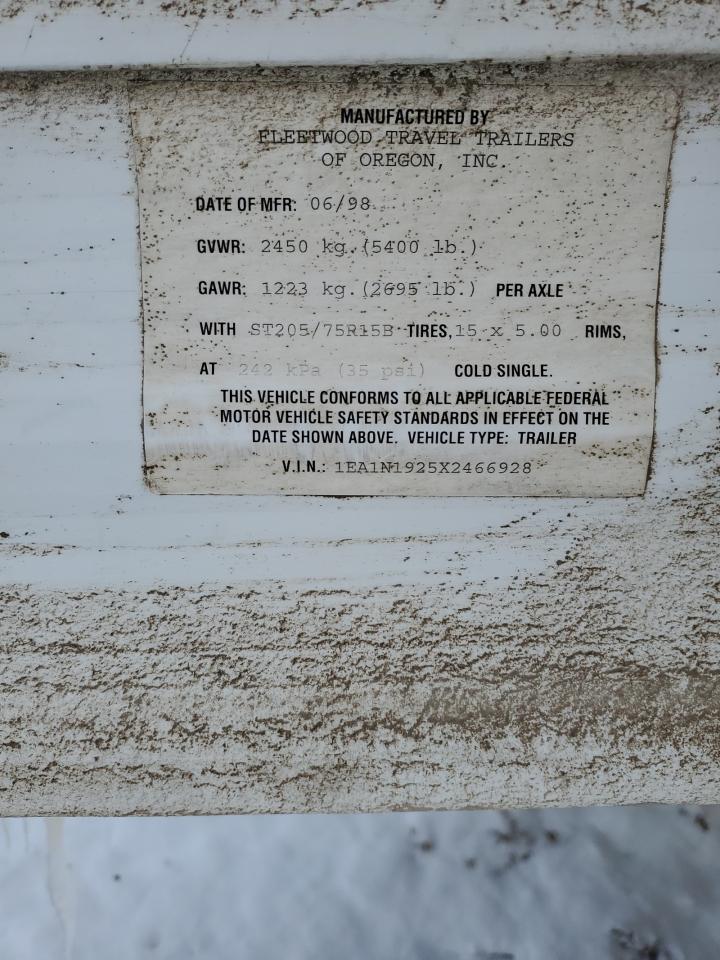 MANUFACTURED BY
FLEETWOOD TRAVEL TRAILERS
OF OREGON, INC.
DATE OF MFR: 06/98
GVWR: 2450 kg.(5400 lb.)
GAWR: 1223 kg.(2695 lb.) PER AXLE
WITH ST205/75R15B TIRES, 15 x 5.00 RIMS,
AT 242 kPa (35 psi) COLD SINGLE.
THIS VEHICLE CONFORMS TO ALL APPLICABLE FEDERAL
MOTOR VEHICLE SAFETY STANDARDS IN EFFECT ON THE
DATE SHOWN ABOVE. VEHICLE TYPE: TRAILER
V.I.N.: 1EA1N1925X2466928